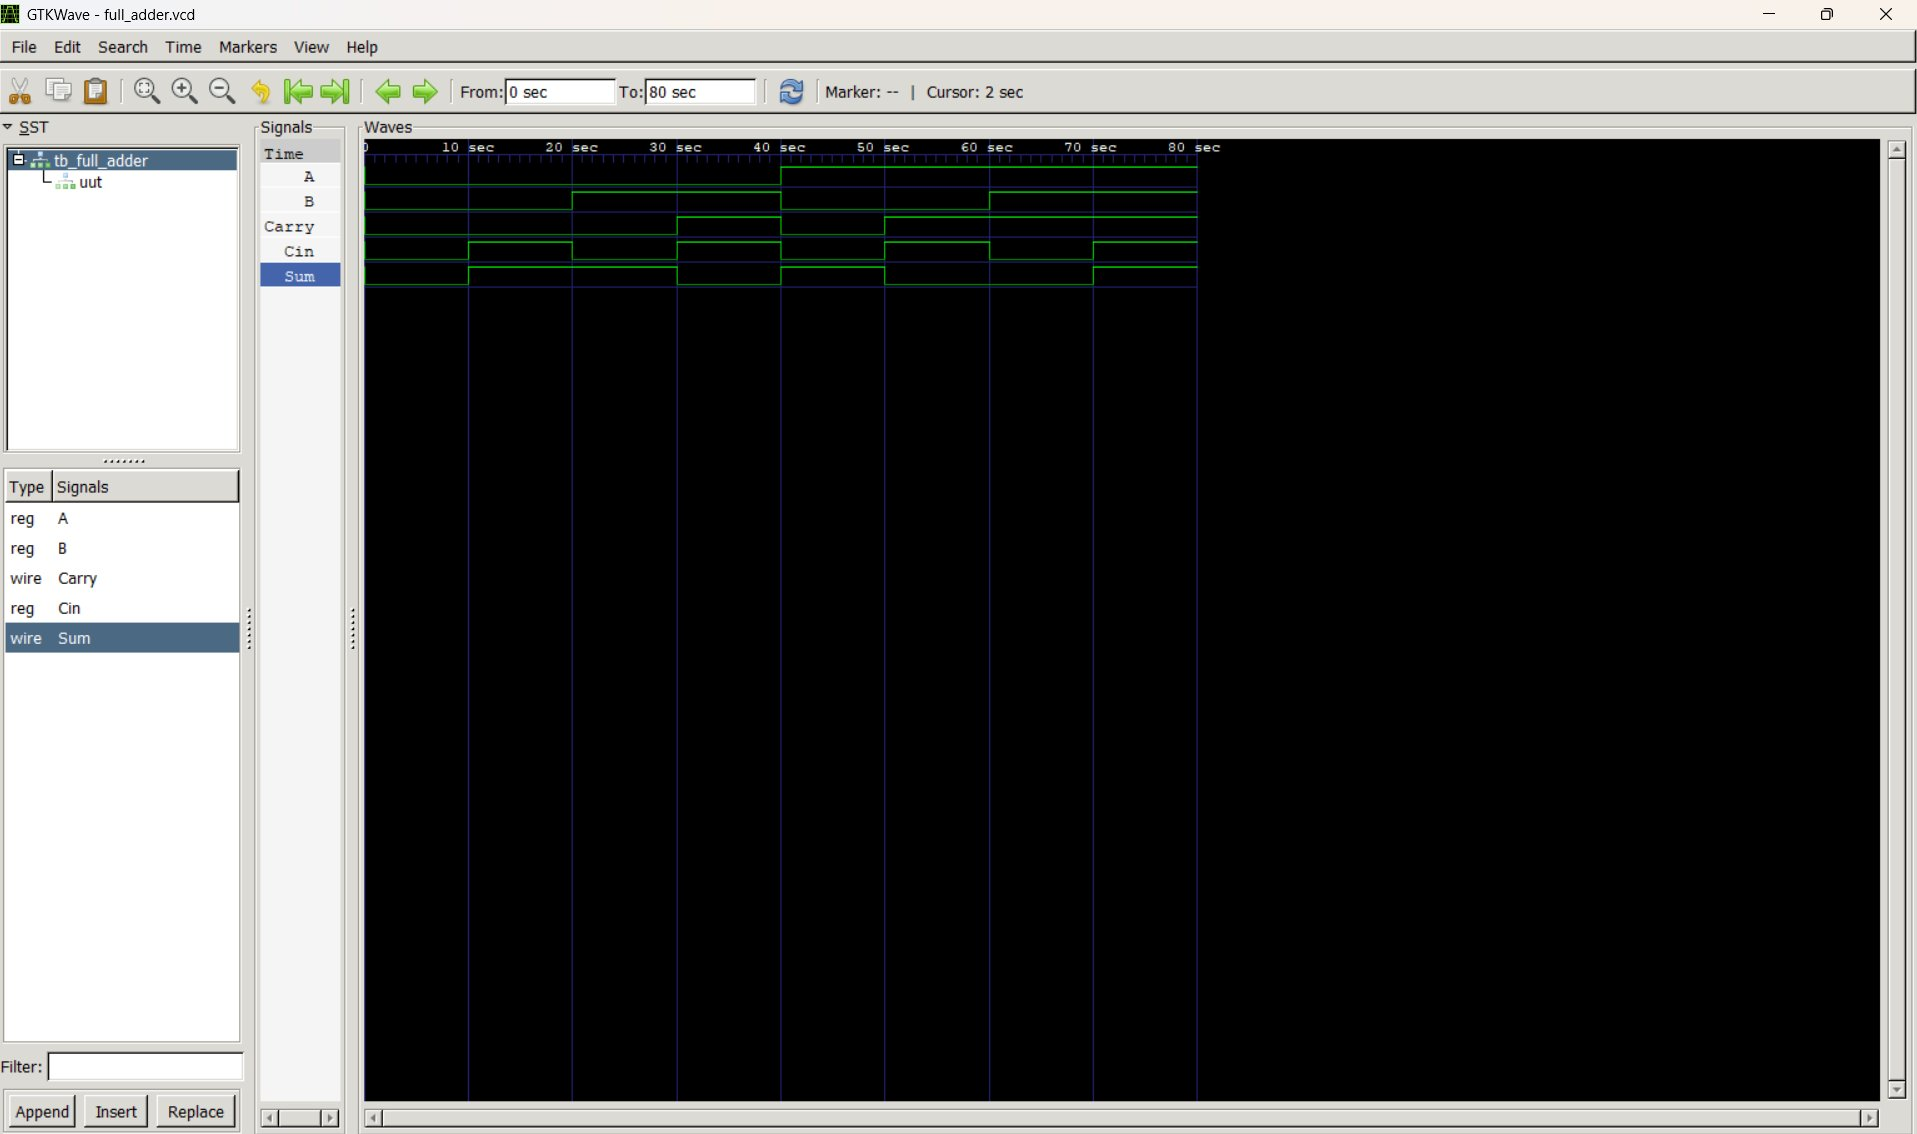 GTKWave - full_adder.vcd
File Edit Search Time Markers View Help
From: 0 sec To: 80 sec Marker: -- | Cursor: 2 sec
SST
tb_full_adder
uut
Type Signals
reg A
reg B
wire Carry
reg Cin
wire Sum
Filter:
Append Insert Replace
Signals
Time
A
B
Carry
Cin
Sum
Waves
0 10 sec 20 sec 30 sec 40 sec 50 sec 60 sec 70 sec 80 sec